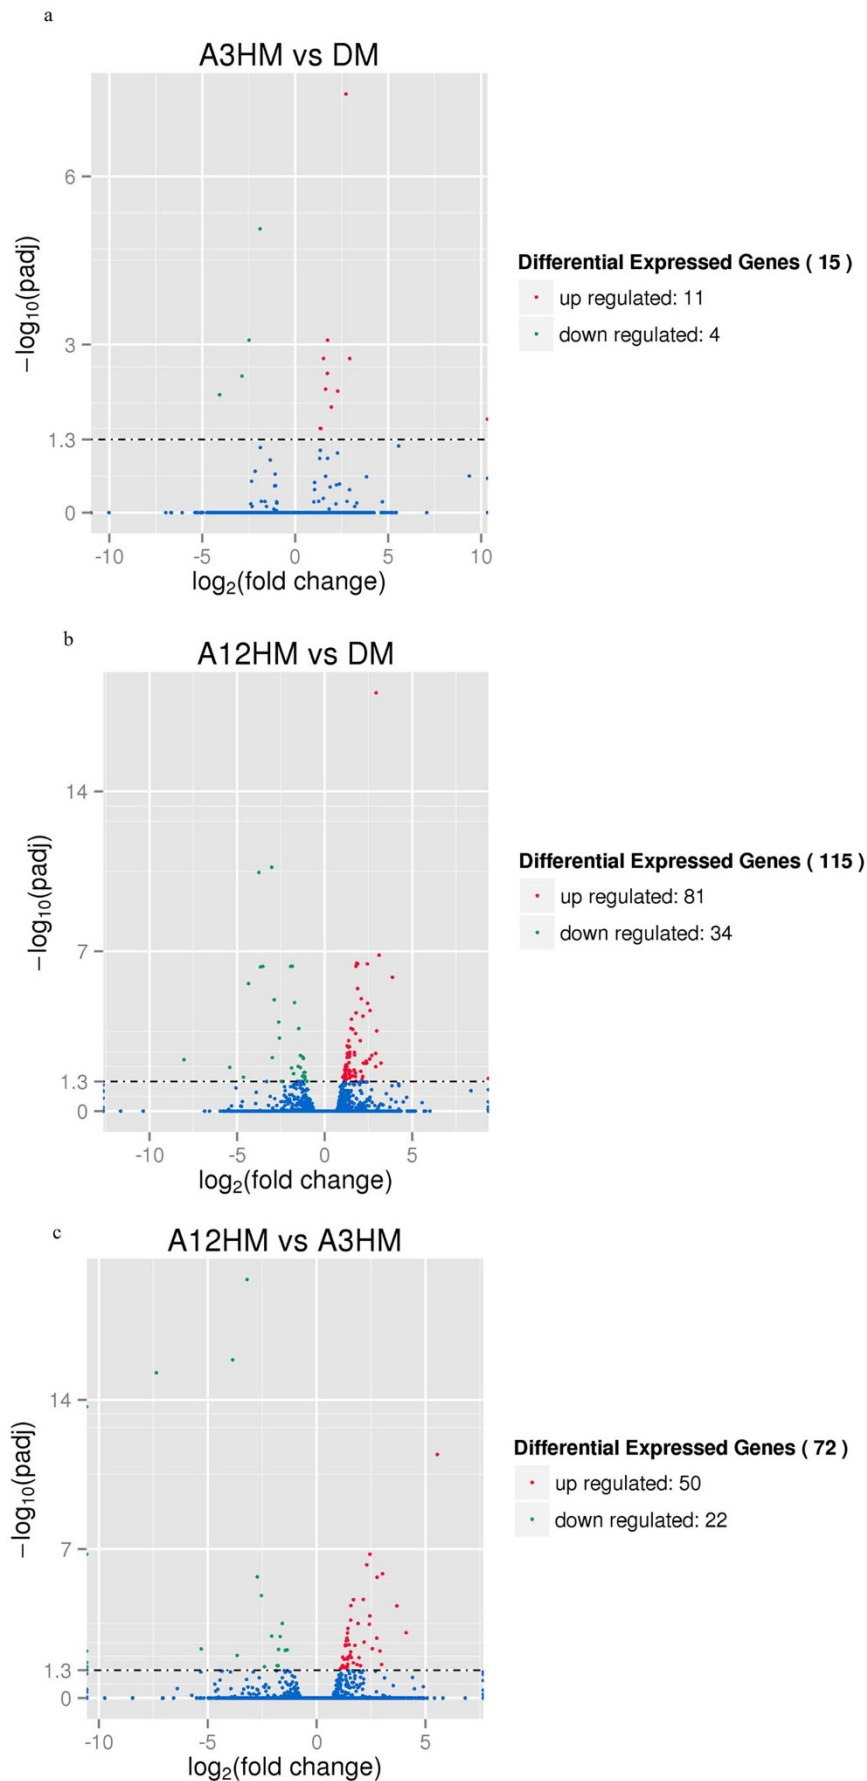 a
A3HM vs DM
6
3
1.3
0
−log10(padj)
-10 -5 0 5 10
log2(fold change)
Differential Expressed Genes ( 15 )
up regulated: 11
down regulated: 4
b
A12HM vs DM
14
7
1.3
0
−log10(padj)
-10 -5 0 5
log2(fold change)
Differential Expressed Genes ( 115 )
up regulated: 81
down regulated: 34
c
A12HM vs A3HM
14
7
1.3
0
−log10(padj)
-10 -5 0 5
log2(fold change)
Differential Expressed Genes ( 72 )
up regulated: 50
down regulated: 22